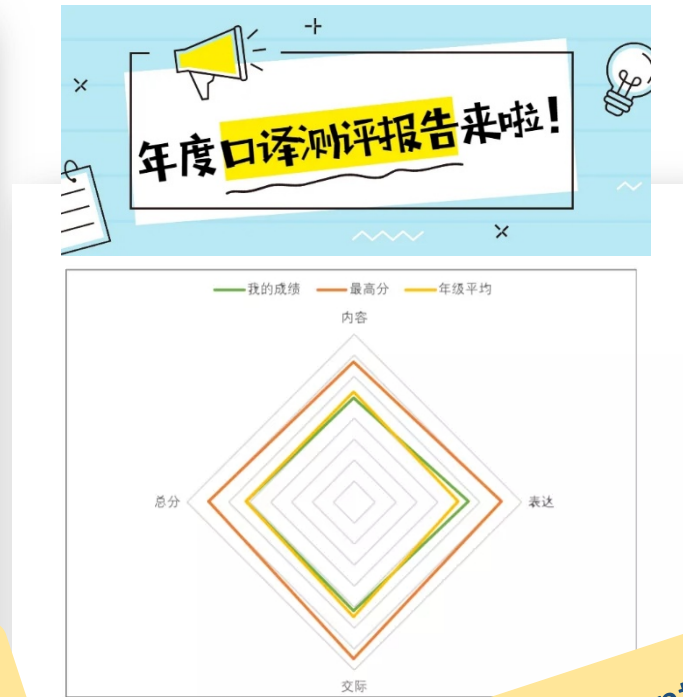 年度口译测评报告来啦！
我的成绩 最高分 年级平均
内容
总分
表达
交际